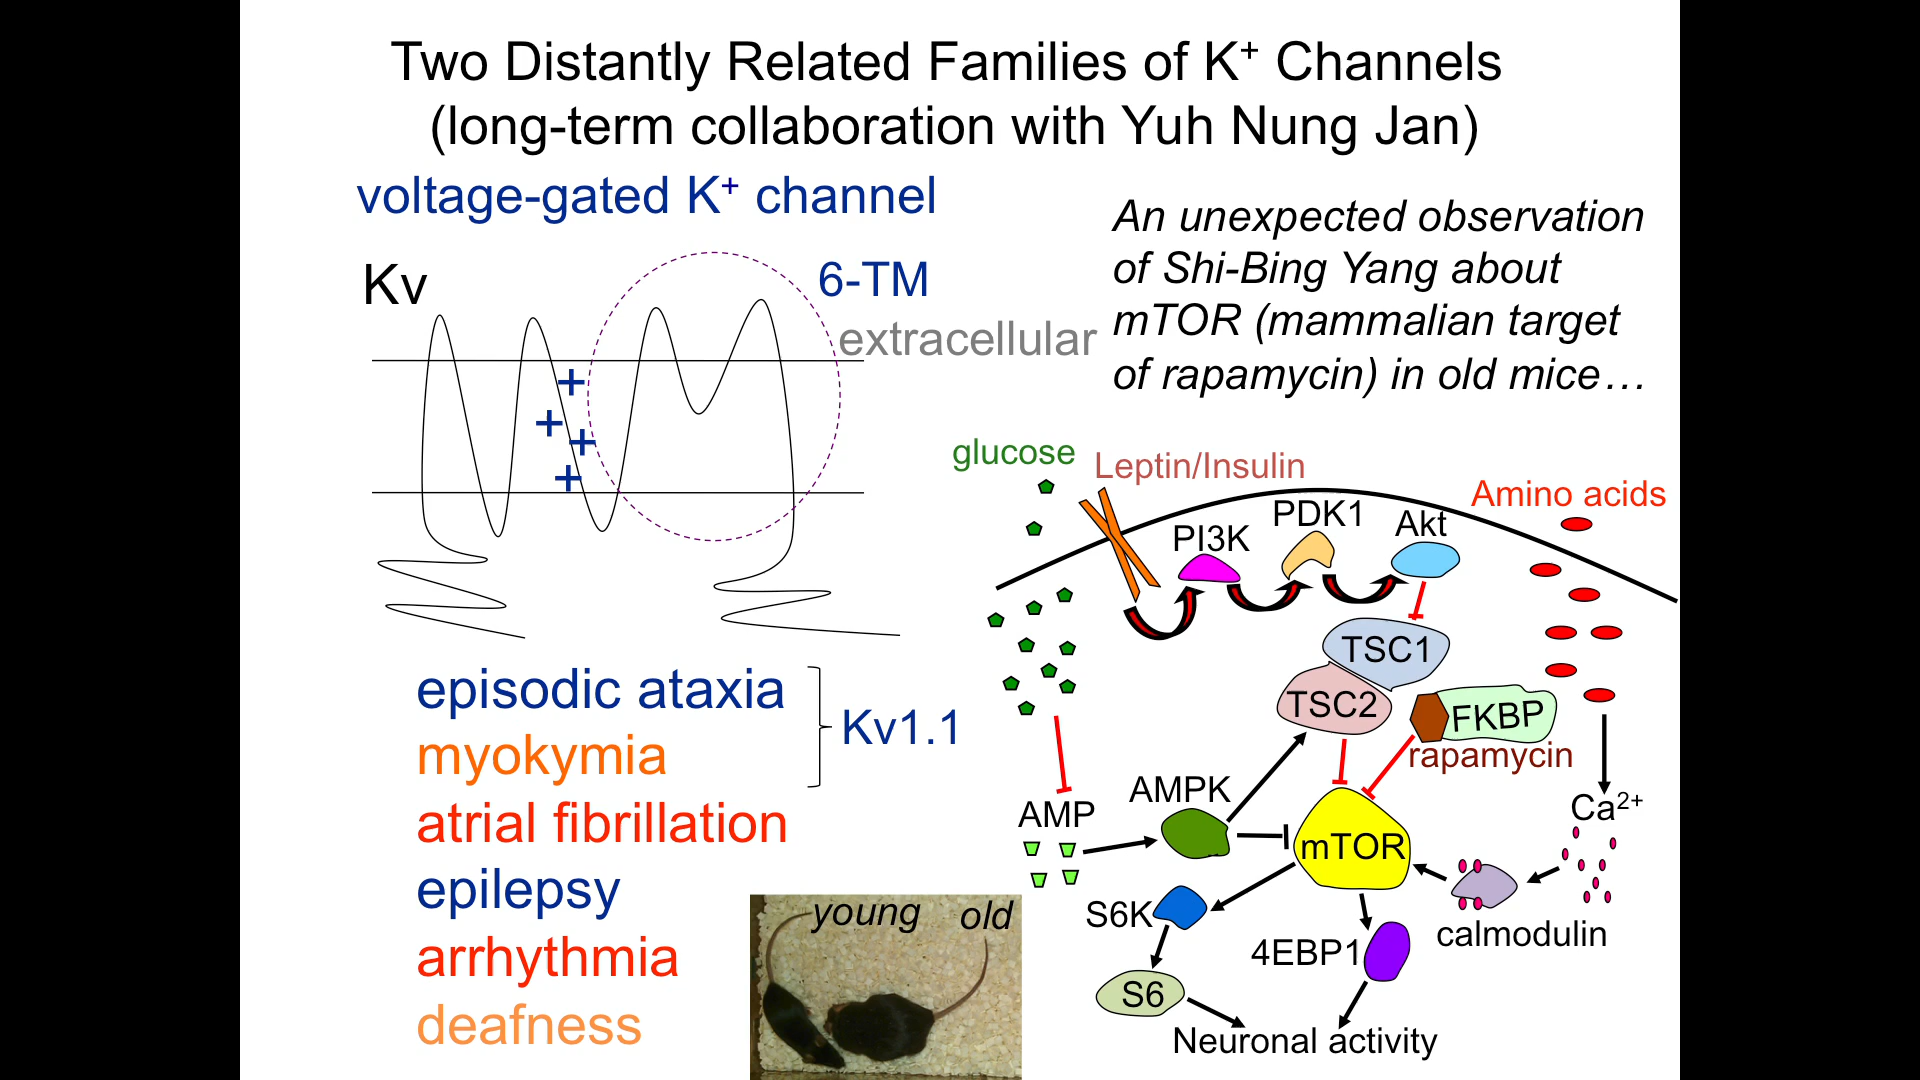 Two Distantly Related Families of K+ Channels
(long-term collaboration with Yuh Nung Jan)
voltage-gated K+ channel
Kv
6-TM
extracellular
+
+
+
+
An unexpected observation
of Shi-Bing Yang about
mTOR (mammalian target
of rapamycin) in old mice…
episodic ataxia
myokymia
Kv1.1
atrial fibrillation
epilepsy
arrhythmia
deafness
young old
glucose
Leptin/Insulin
Amino acids
PI3K
PDK1
Akt
TSC1
TSC2
FKBP
rapamycin
AMP
AMPK
mTOR
Ca2+
calmodulin
S6K
4EBP1
S6
Neuronal activity